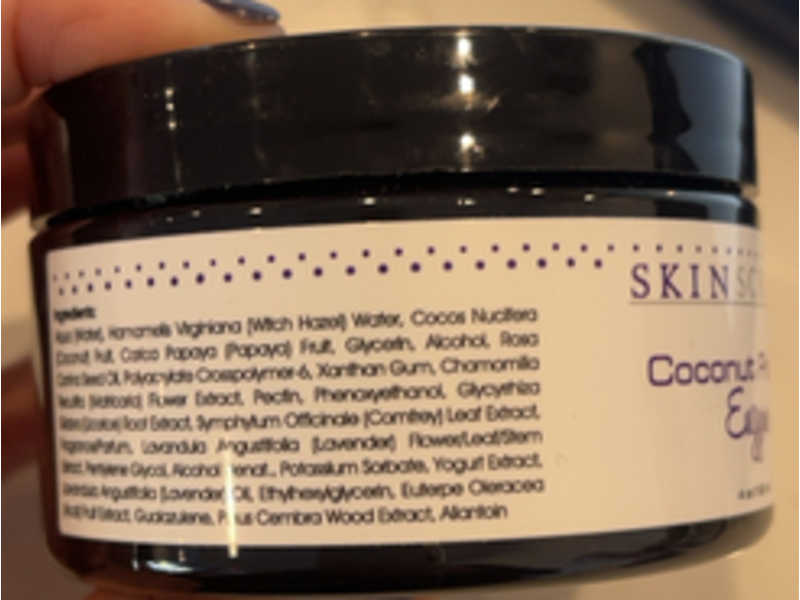 Ingredients:
(Water), Hamamelis Virginiana (Witch Hazel) Water, Cocos Nucifera
(Coconut) Fruit, Carica Papaya (Papaya) Fruit, Glycerin, Alcohol, Rosa
Canina Seed Oil, Polyacrylate Crosspolymer-6, Xanthan Gum, Chamomilla
Recutita (Matricaria) Flower Extract, Pectin, Phenoxyethanol, Glycyrrhiza
Glabra (Licorice) Root Extract, Symphytum Officinale (Comfrey) Leaf Extract,
Fragrance/Parfum, Lavandula Angustifolia (Lavender) Flower/Leaf/Stem
Extract, Pentylene Glycol, Alcohol Denat., Potassium Sorbate, Yogurt Extract,
Lavandula Angustifolia (Lavender) Oil, Ethylhexylglycerin, Euterpe Oleracea
(Acai) Fruit Extract, Guaiazulene, Pinus Cembra Wood Extract, Allantoin
SKIN SC
Coconut